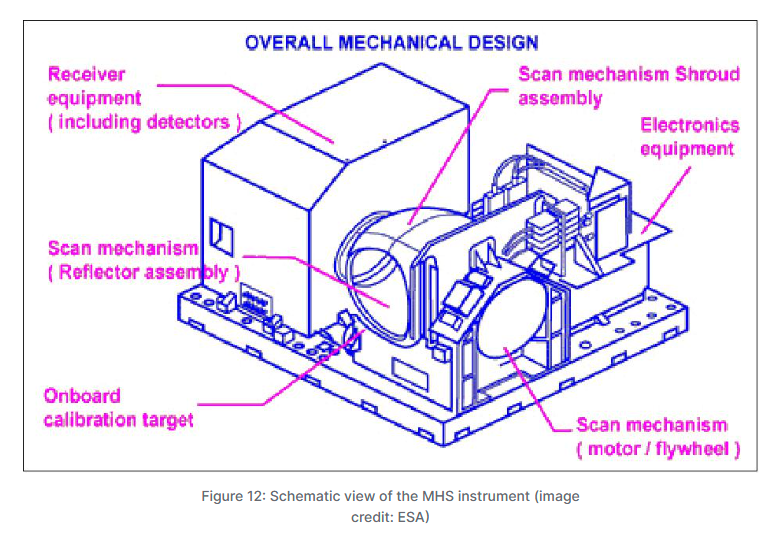 OVERALL MECHANICAL DESIGN
Receiver
equipment
( including detectors )
Scan mechanism Shroud
assembly
Electronics
equipment
Scan mechanism
( Reflector assembly )
Onboard
calibration target
Scan mechanism
( motor / flywheel )
Figure 12: Schematic view of the MHS instrument (image
credit: ESA)